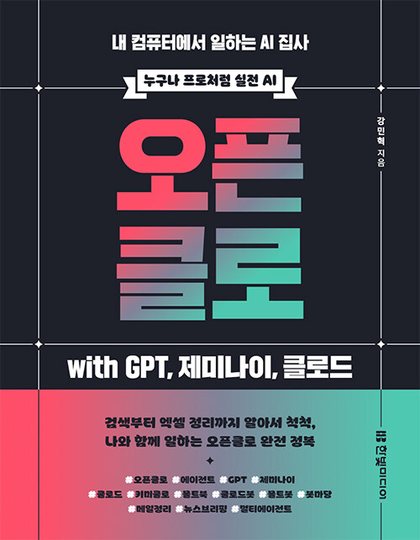 내 컴퓨터에서 일하는 AI 집사
누구나 프로처럼 실전 AI
오픈
클로
강민혁 지음
with GPT, 제미나이, 클로드
검색부터 엑셀 정리까지 알아서 척척,
나와 함께 일하는 오픈클로 완전 정복
#오픈클로 #에이전트 #GPT #제미나이
#클로드 #키미클로 #몰트북 #클로드봇 #몰트봇 #봇마당
#메일정리 #뉴스브리핑 #멀티에이전트
한빛미디어